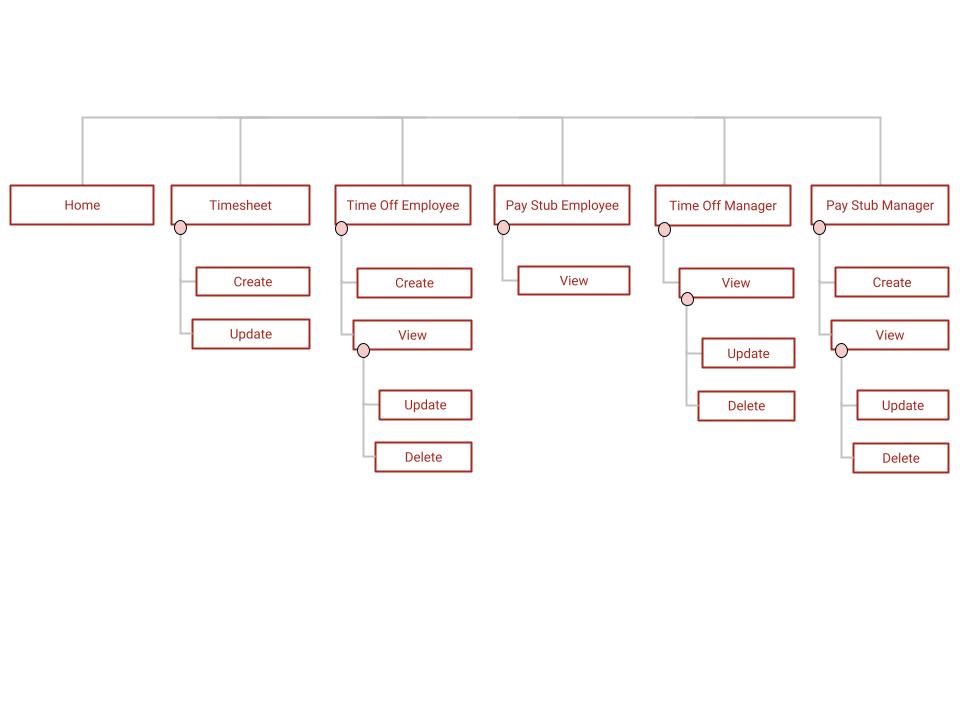 Home
Timesheet
Create
Update
Time Off Employee
Create
View
Update
Delete
Pay Stub Employee
View
Time Off Manager
View
Update
Delete
Pay Stub Manager
Create
View
Update
Delete